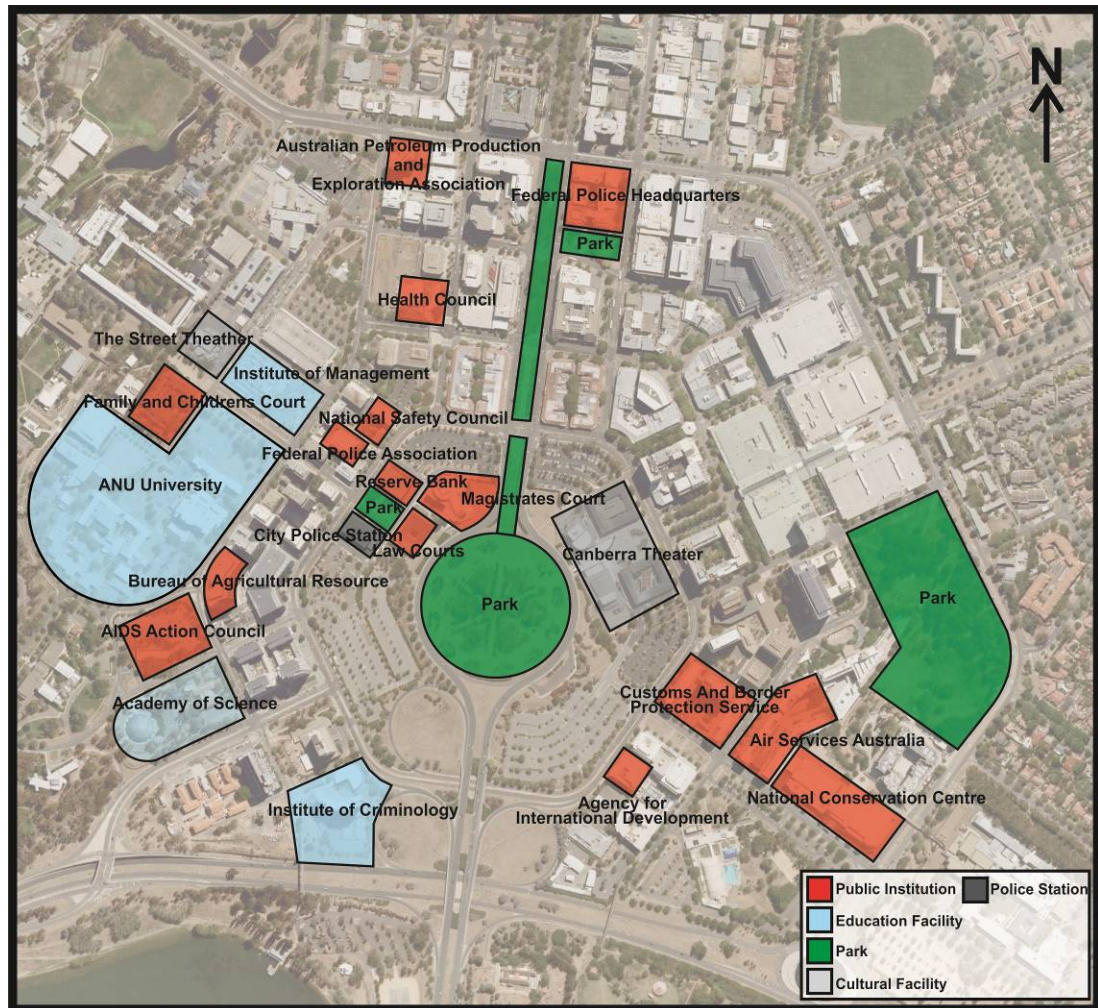 N
Australian Petroleum Production
and
Exploration Association
Federal Police Headquarters
Park
Health Council
The Street Theather
Institute of Management
Family and Childrens Court
National Safety Council
Federal Police Association
ANU University
Reserve Bank
Magistrates Court
Park
City Police Station
Law Courts
Canberra Theater
Bureau of Agricultural Resource
Park
Park
AIDS Action Council
Academy of Science
Customs And Border
Protection Service
Air Services Australia
Institute of Criminology
Agency for
International Development
National Conservation Centre
Public Institution
Police Station
Education Facility
Park
Cultural Facility